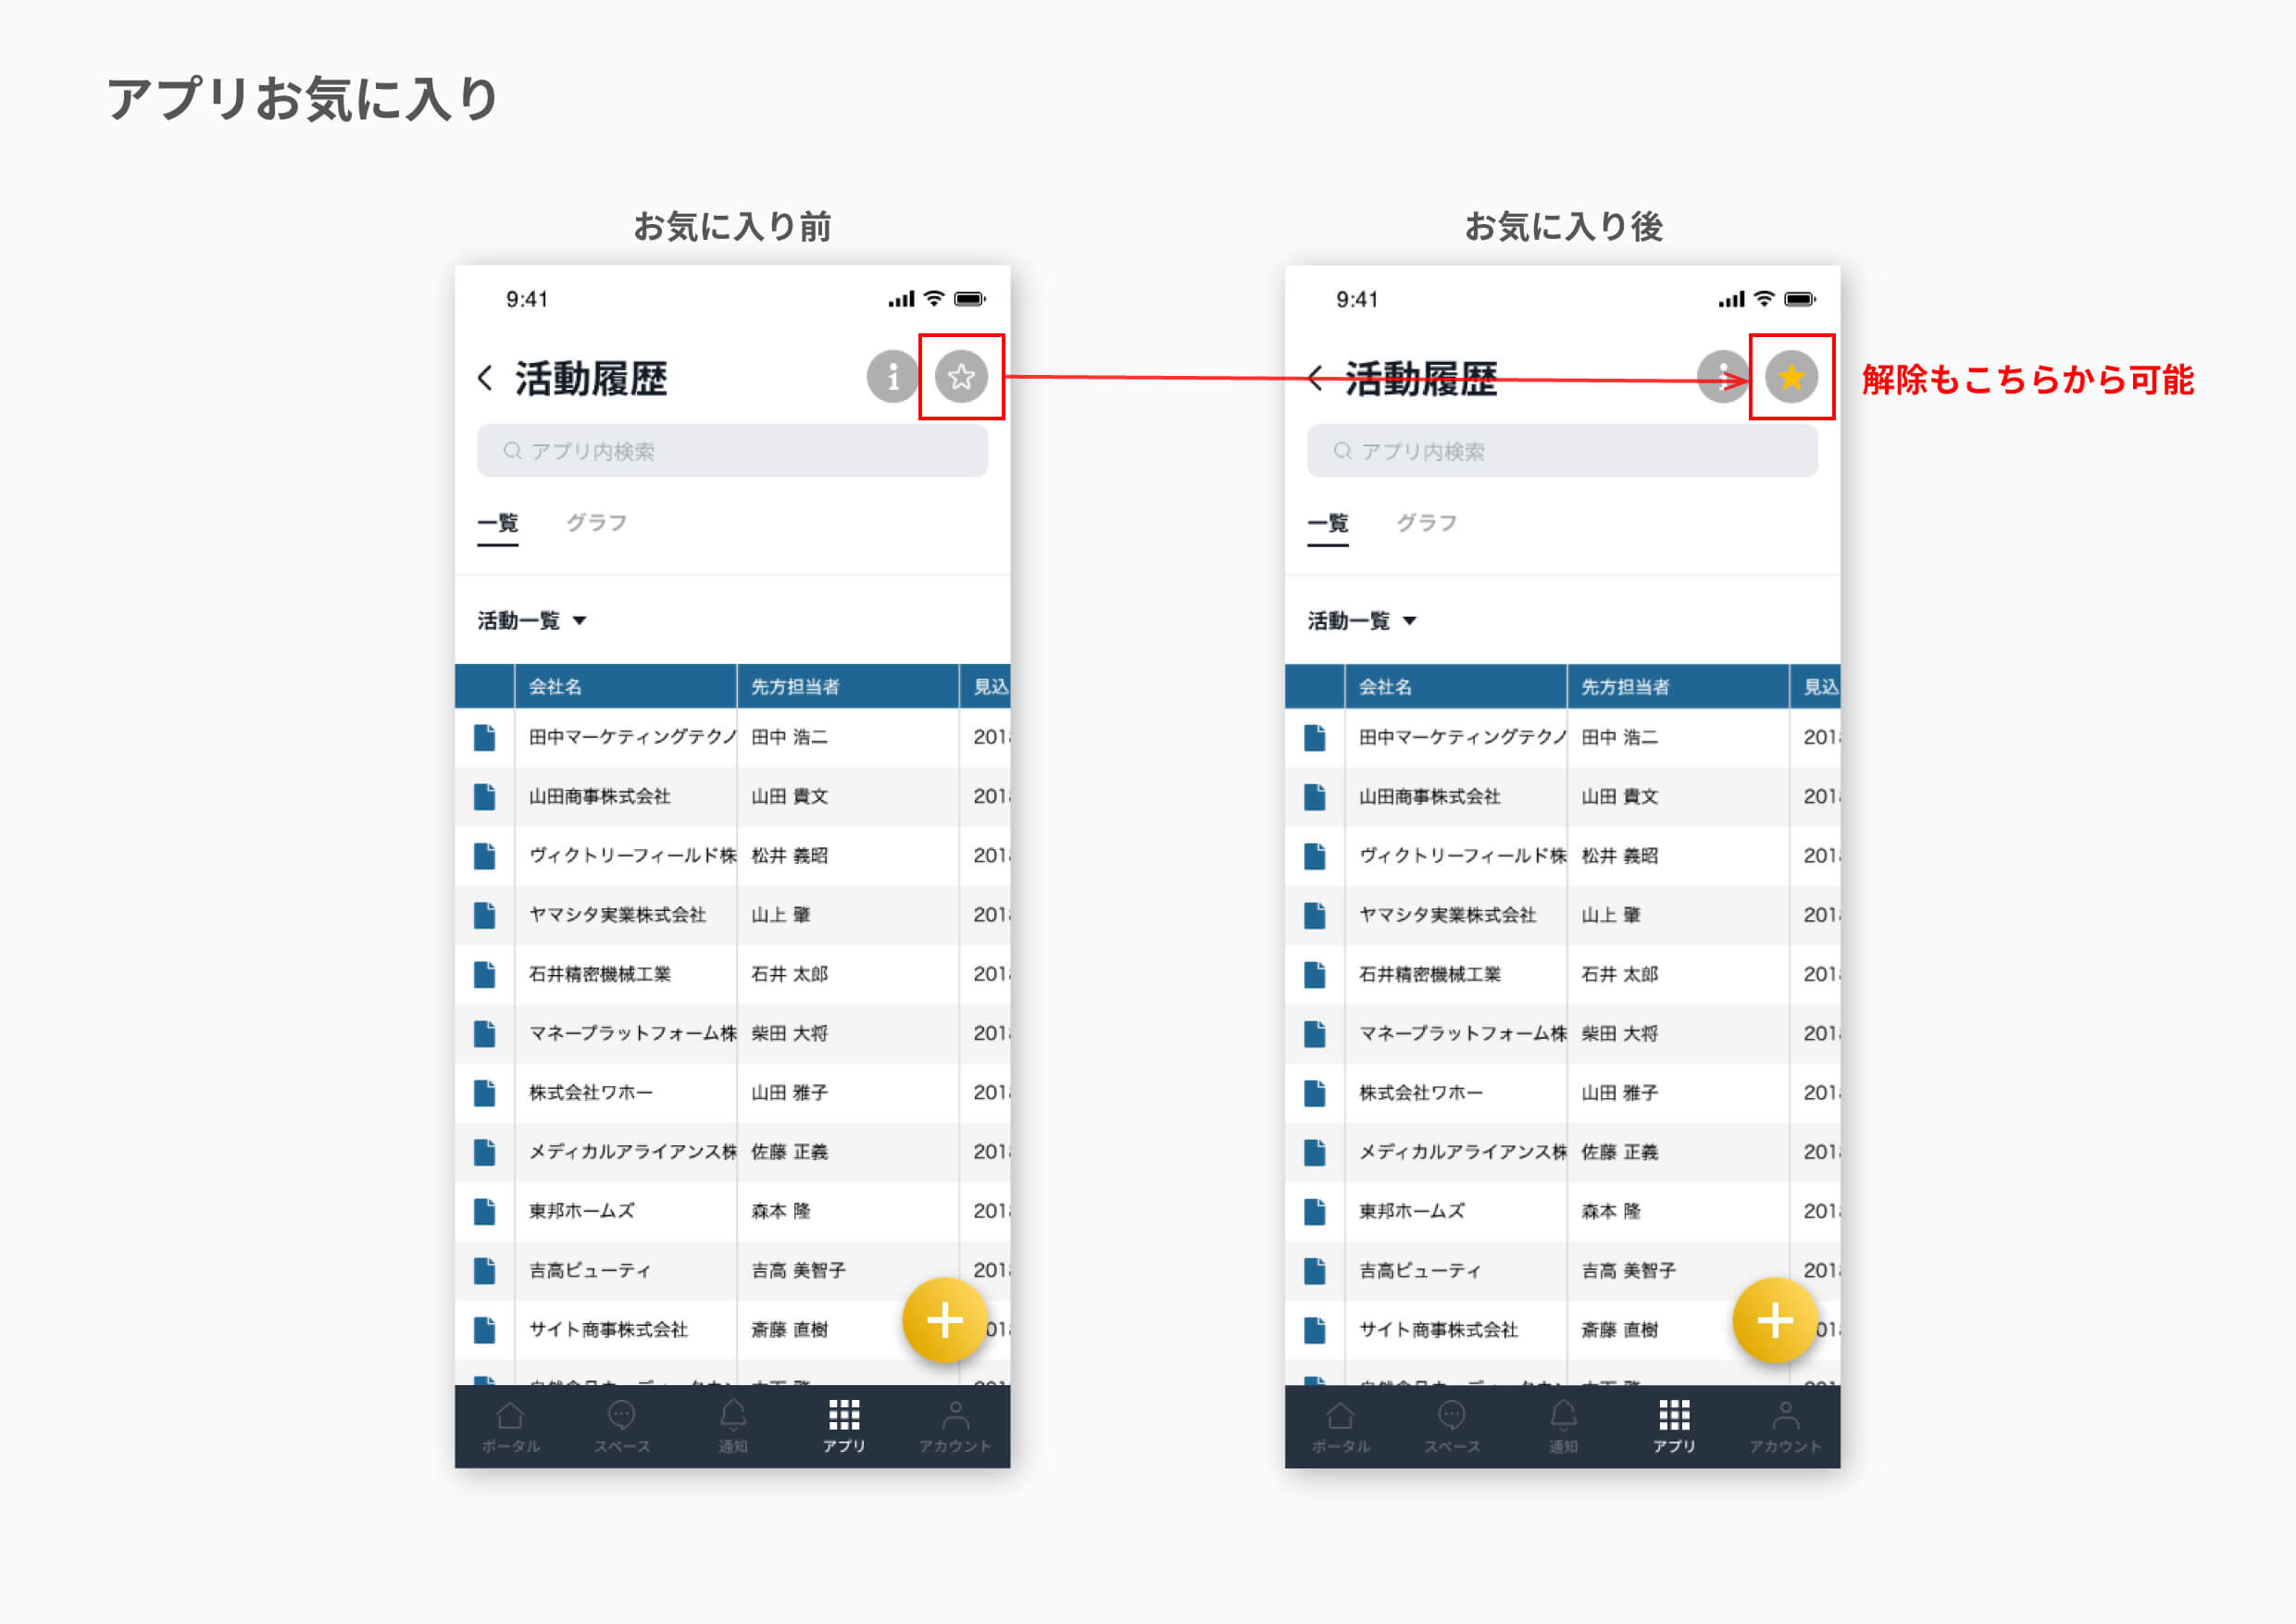 アプリお気に入り
お気に入り前
9:41
活動履歴
アプリ内検索
一覧 グラフ
活動一覧
会社名 先方担当者 見込
田中マーケティングテクノ 田中 浩二 201
山田商事株式会社 山田 貴文 201
ヴィクトリーフィールド株 松井 義昭 201
ヤマシタ実業株式会社 山上 肇 201
石井精密機械工業 石井 太郎 201
マネープラットフォーム株 柴田 大将 201
株式会社ワホー 山田 雅子 201
メディカルアライアンス株 佐藤 正義 201
東邦ホームズ 森本 隆 201
吉高ビューティ 吉高 美智子 201
サイト商事株式会社 斎藤 直樹 01
ポータル スペース 通知 アプリ アカウント
お気に入り後
9:41
活動履歴
解除もこちらから可能
アプリ内検索
一覧 グラフ
活動一覧
会社名 先方担当者 見込
田中マーケティングテクノ 田中 浩二 201
山田商事株式会社 山田 貴文 201
ヴィクトリーフィールド株 松井 義昭 201
ヤマシタ実業株式会社 山上 肇 201
石井精密機械工業 石井 太郎 201
マネープラットフォーム株 柴田 大将 201
株式会社ワホー 山田 雅子 201
メディカルアライアンス株 佐藤 正義 201
東邦ホームズ 森本 隆 201
吉高ビューティ 吉高 美智子 201
サイト商事株式会社 斎藤 直樹 01
ポータル スペース 通知 アプリ アカウント